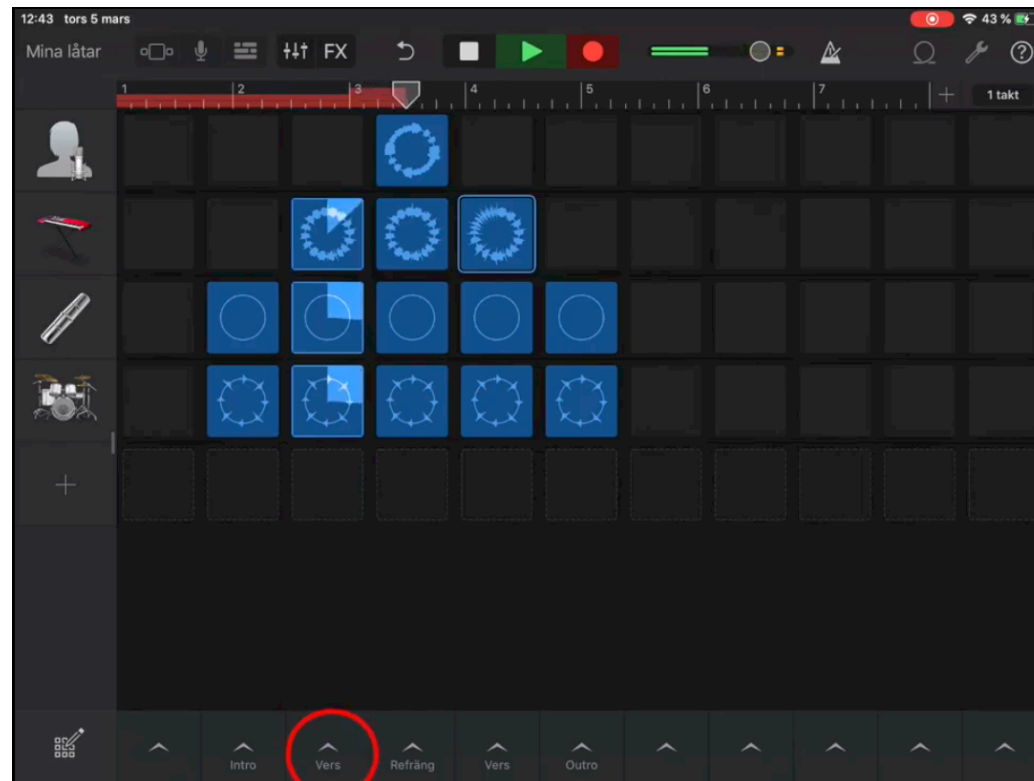 12:43 tors 5 mars 43 %
Mina låtar FX ?
1 2 3 4 5 6 7 + 1 takt
+
Intro Vers Refräng Vers Outro